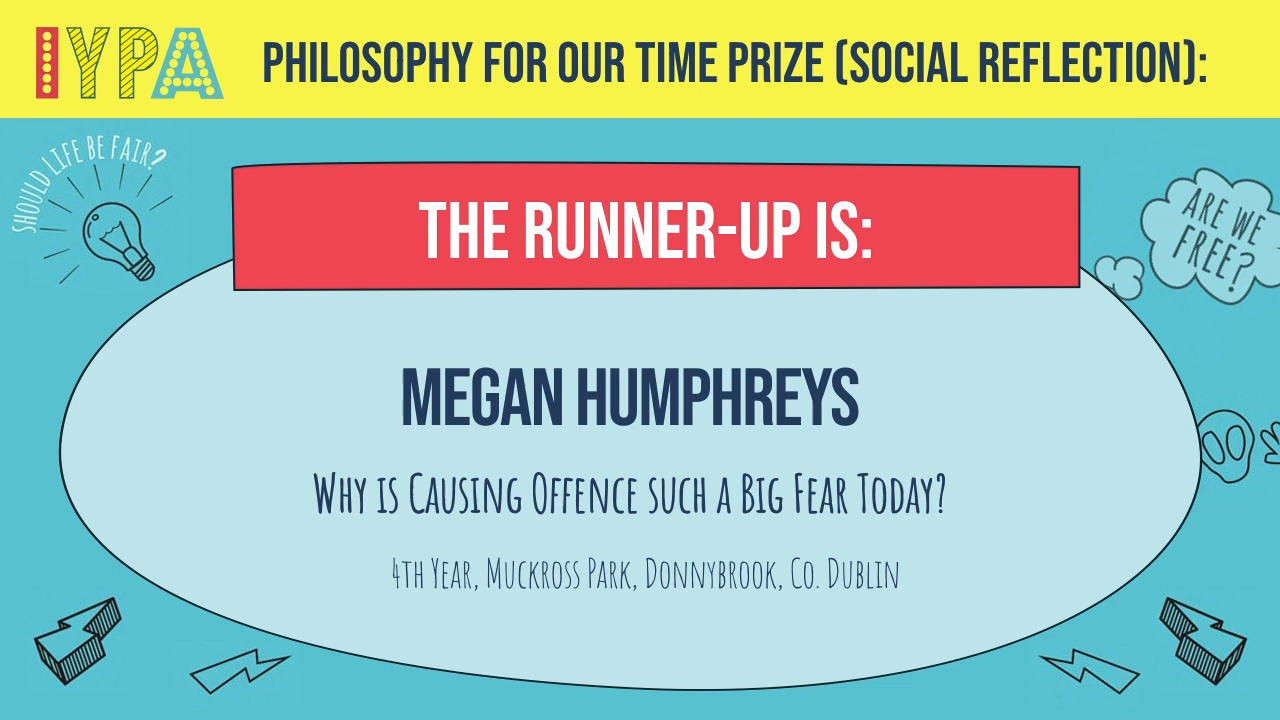 IYPA
PHILOSOPHY FOR OUR TIME PRIZE (SOCIAL REFLECTION):
SHOULD LIFE BE FAIR?
THE RUNNER-UP IS:
ARE WE
FREE?
MEGAN HUMPHREYS
WHY IS CAUSING OFFENCE SUCH A BIG FEAR TODAY?
4TH YEAR, MUCKROSS PARK, DONNYBROOK, CO. DUBLIN